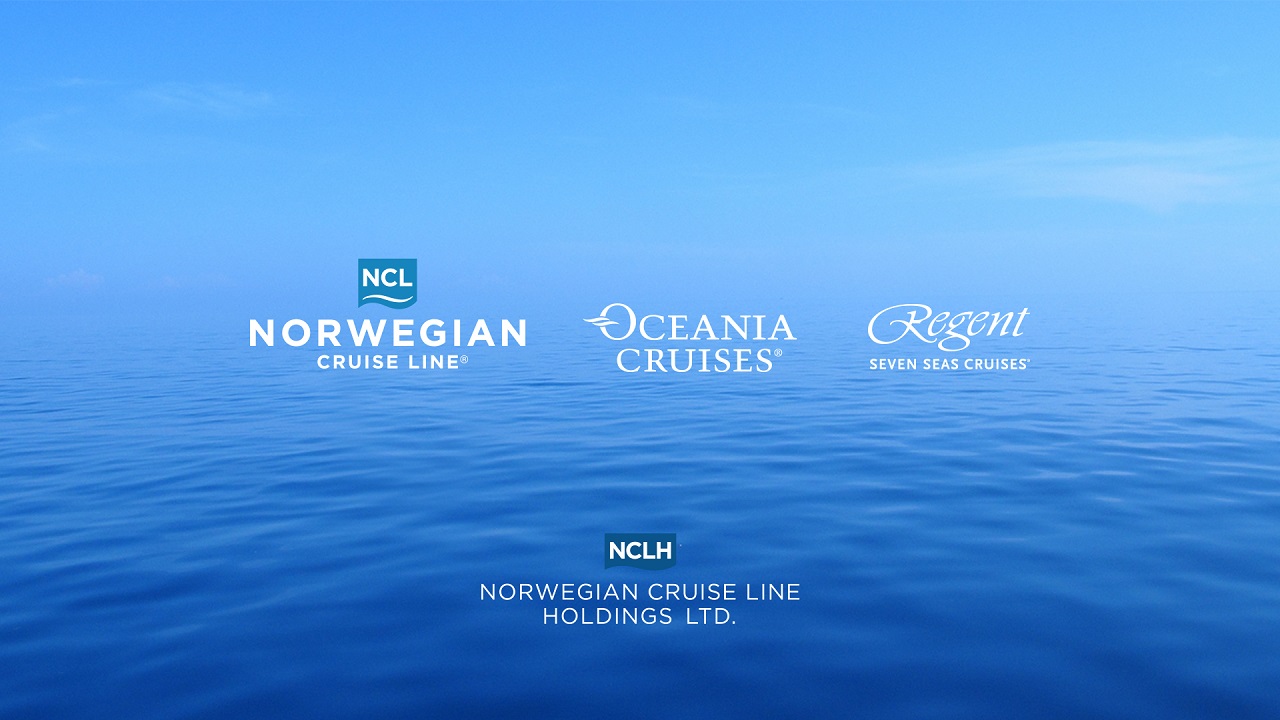 NCL
NORWEGIAN
CRUISE LINE®
OCEANIA
CRUISES®
Regent
SEVEN SEAS CRUISES®
NCLH
NORWEGIAN CRUISE LINE
HOLDINGS LTD.